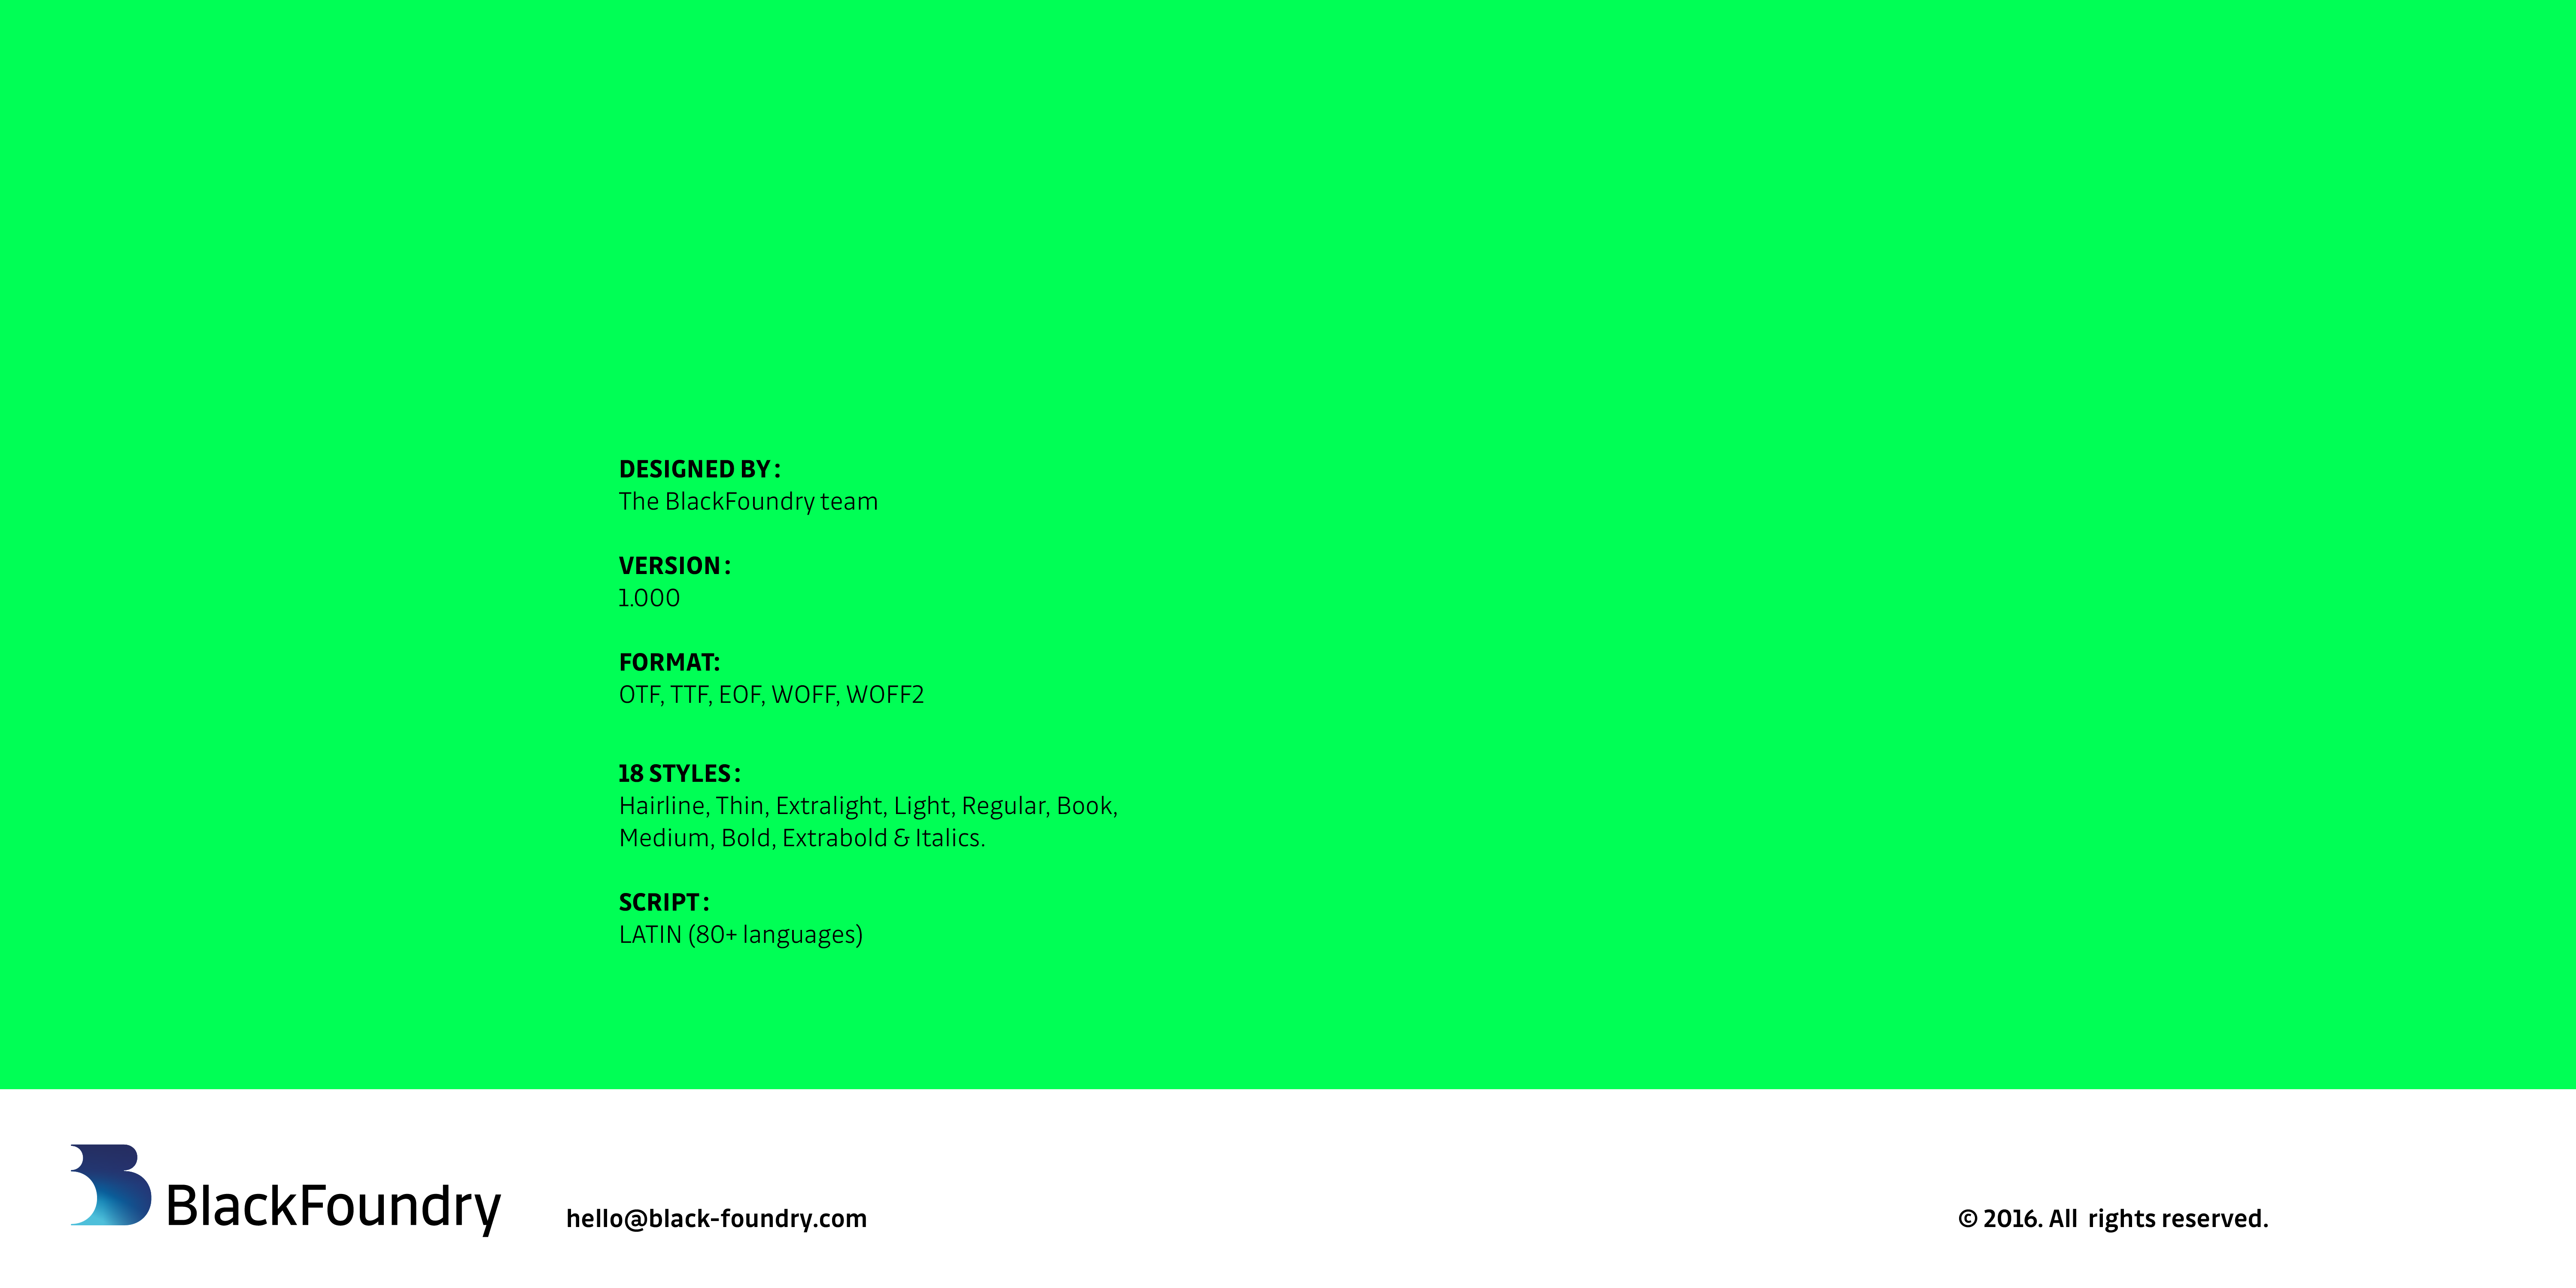 DESIGNED BY :
The BlackFoundry team
VERSION :
1.000
FORMAT:
OTF, TTF, EOF, WOFF, WOFF2
18 STYLES :
Hairline, Thin, Extralight, Light, Regular, Book,
Medium, Bold, Extrabold & Italics.
SCRIPT :
LATIN (80+ languages)
BlackFoundry
hello@black-foundry.com
© 2016. All rights reserved.